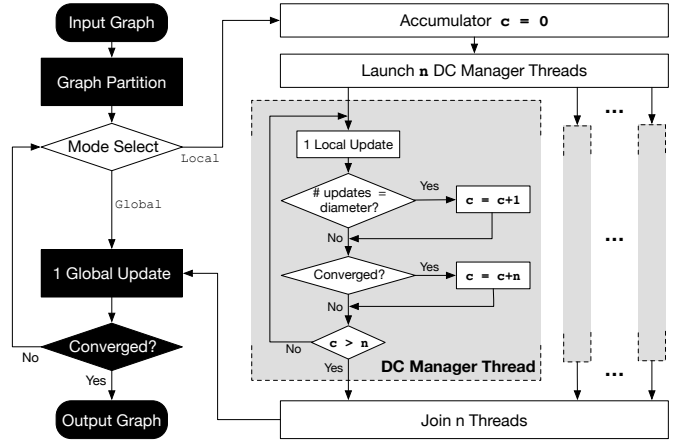 Input Graph
Graph Partition
Mode Select
Local
Global
1 Global Update
Converged?
No
Yes
Output Graph
Accumulator c = 0
Launch n DC Manager Threads
1 Local Update
# updates =
diameter?
Yes
c = c+1
No
Converged?
Yes
c = c+n
No
c > n
No
Yes
DC Manager Thread
...
...
...
Join n Threads